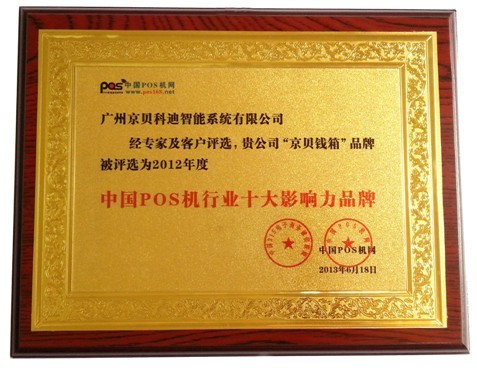 pos 中国POS机网
www.pos580.net
广州京贝科迪智能系统有限公司
经专家及客户评选，贵公司“京贝钱箱”品牌
被评选为2012年度
中国POS机行业十大影响力品牌
中国POS机网
2013年6月18日